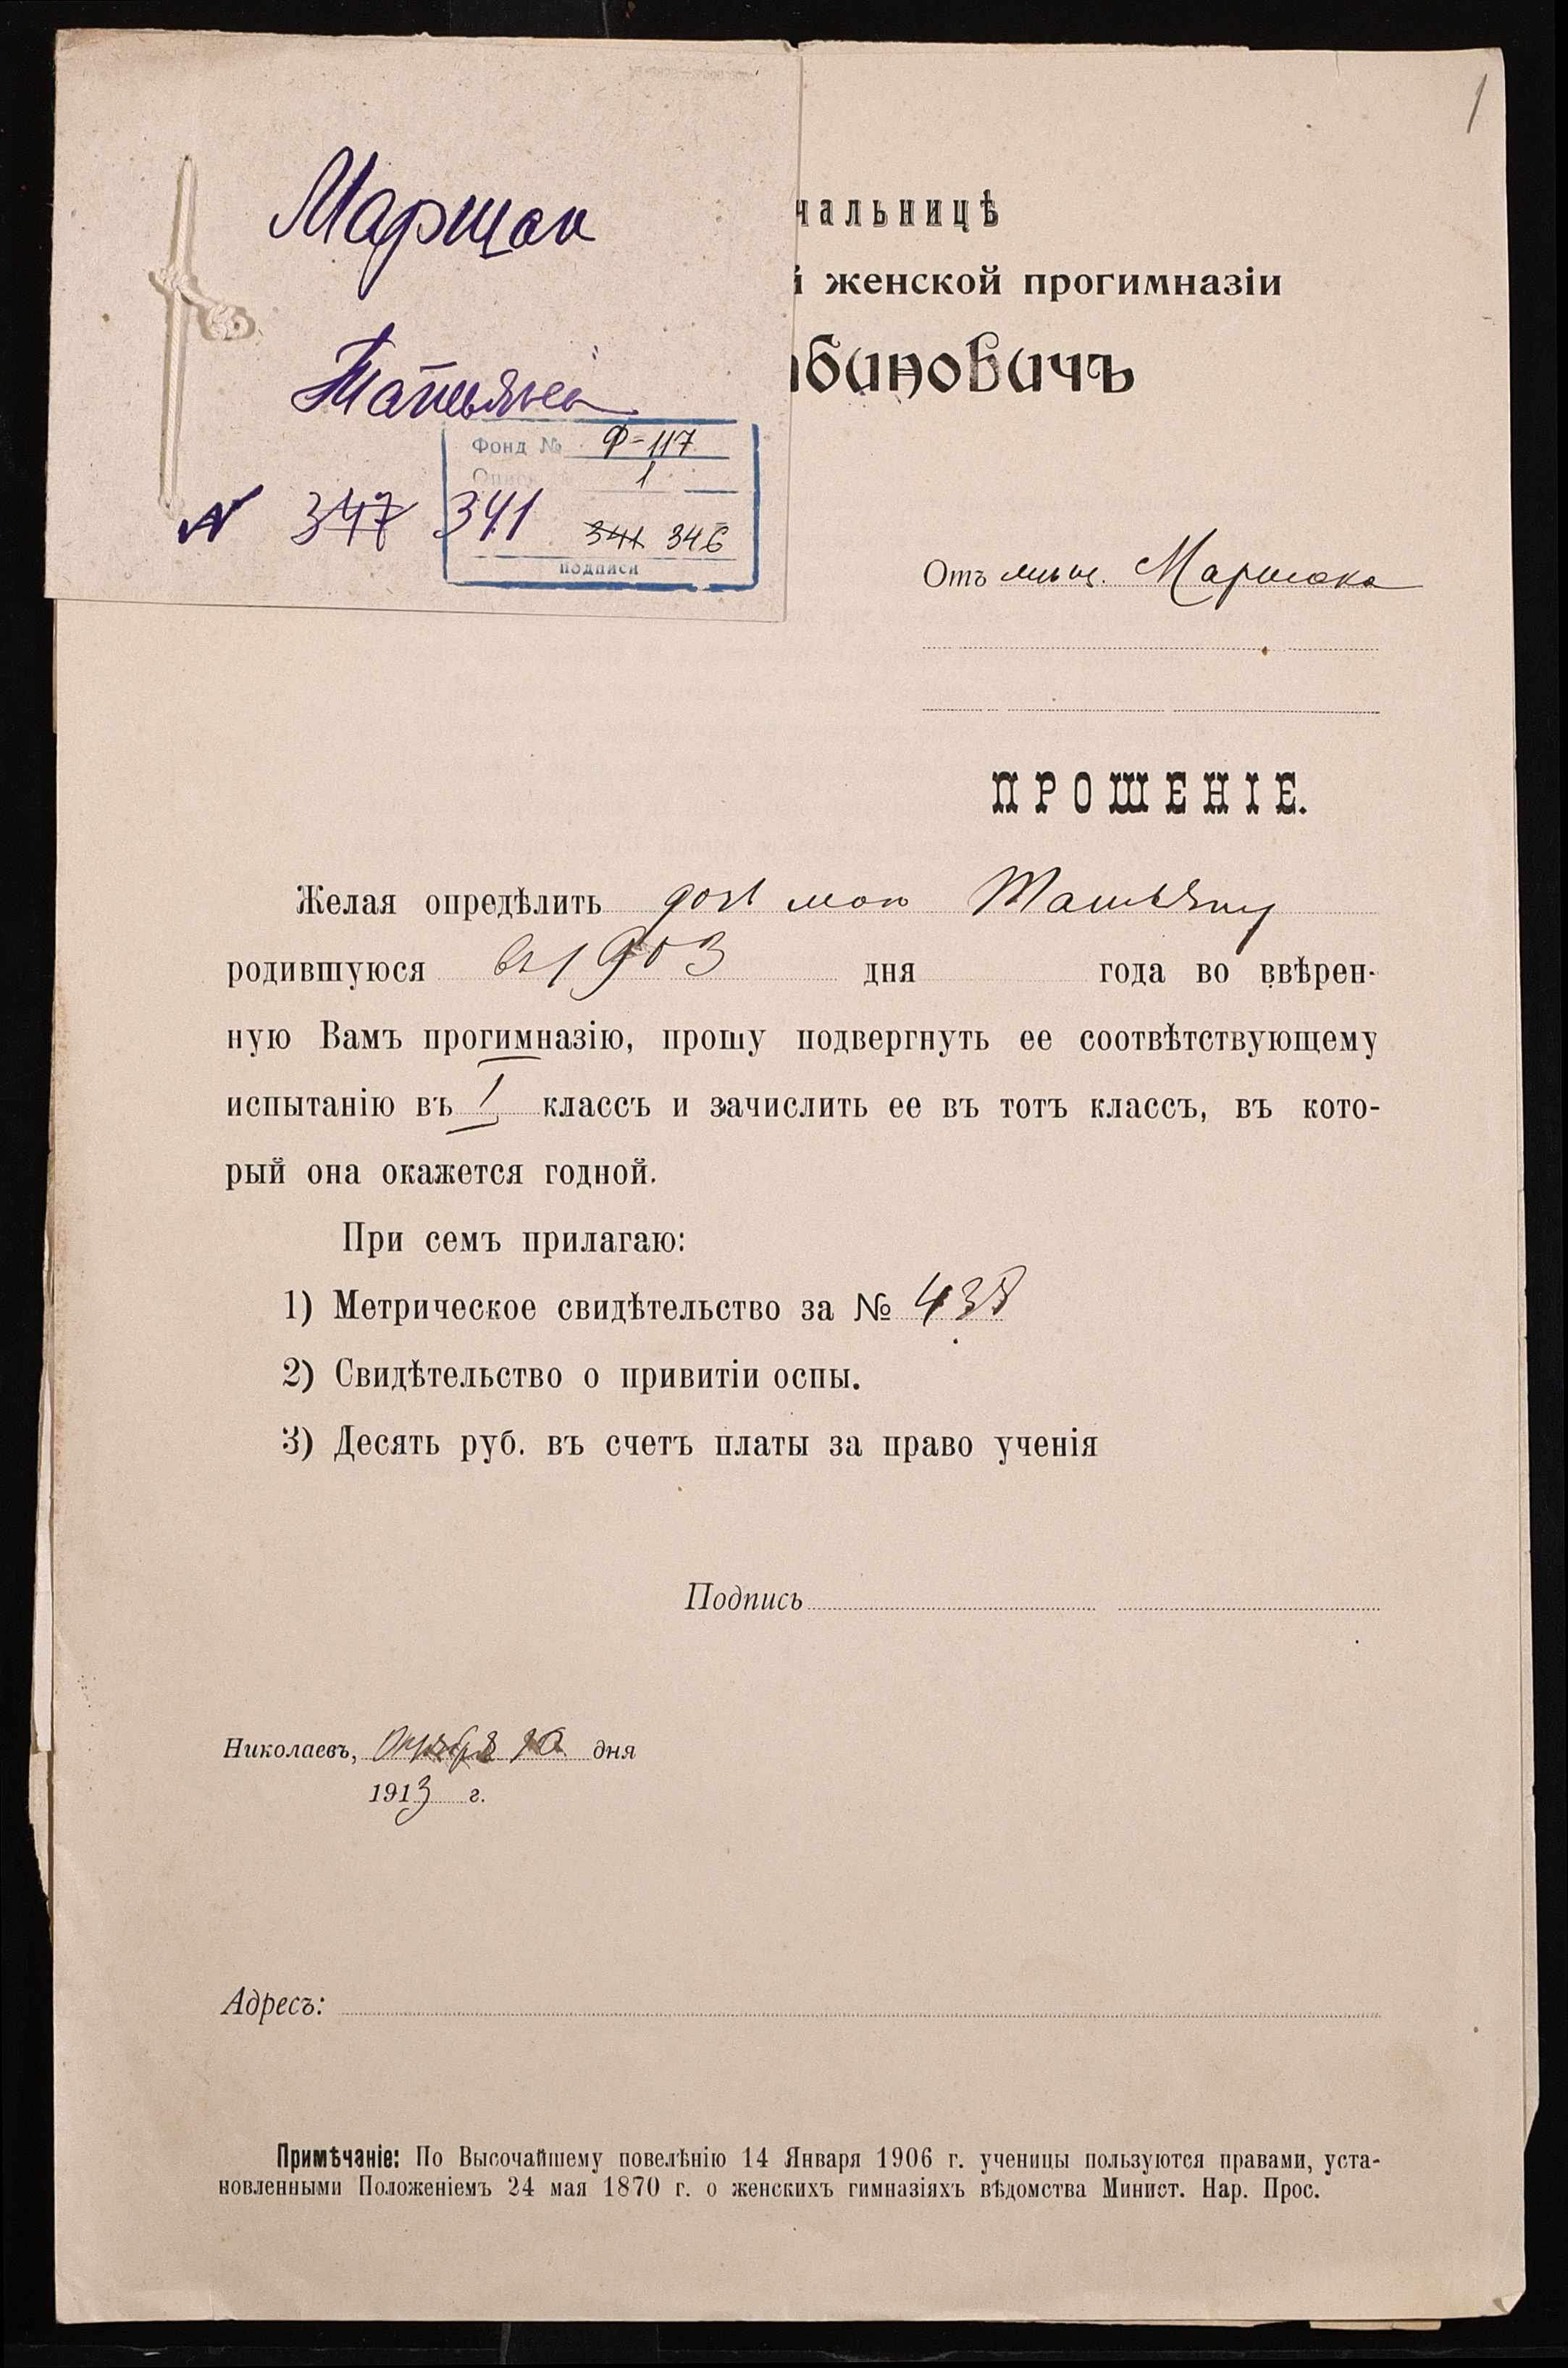 1
Маршак
Татьяна
Фонд № Ф-117
Опись 1
N 347 341
341 346
подписи
чальницѣ
й женской прогимназіи
биновичъ
Отъ мѣщ. Маршака
ПРОШЕНІЕ.
Желая опредѣлить дочь мою Татьяну
родившуюся въ 1903 дня года во ввѣрен-
ную Вамъ прогимназію, прошу подвергнуть ее соотвѣтствующему
испытанію въ I классъ и зачислить ее въ тотъ классъ, въ кото-
рый она окажется годной.
При семъ прилагаю:
1) Метрическое свидѣтельство за № 438
2) Свидѣтельство о привитіи оспы.
3) Десять руб. въ счетъ платы за право ученія
Подпись
Николаевъ, дня
1913 г.
Адресъ:
Примѣчаніе: По Высочайшему повелѣнію 14 Января 1906 г. ученицы пользуются правами, уста-
новленными Положеніемъ 24 мая 1870 г. о женскихъ гимназіяхъ вѣдомства Минист. Нар. Прос.